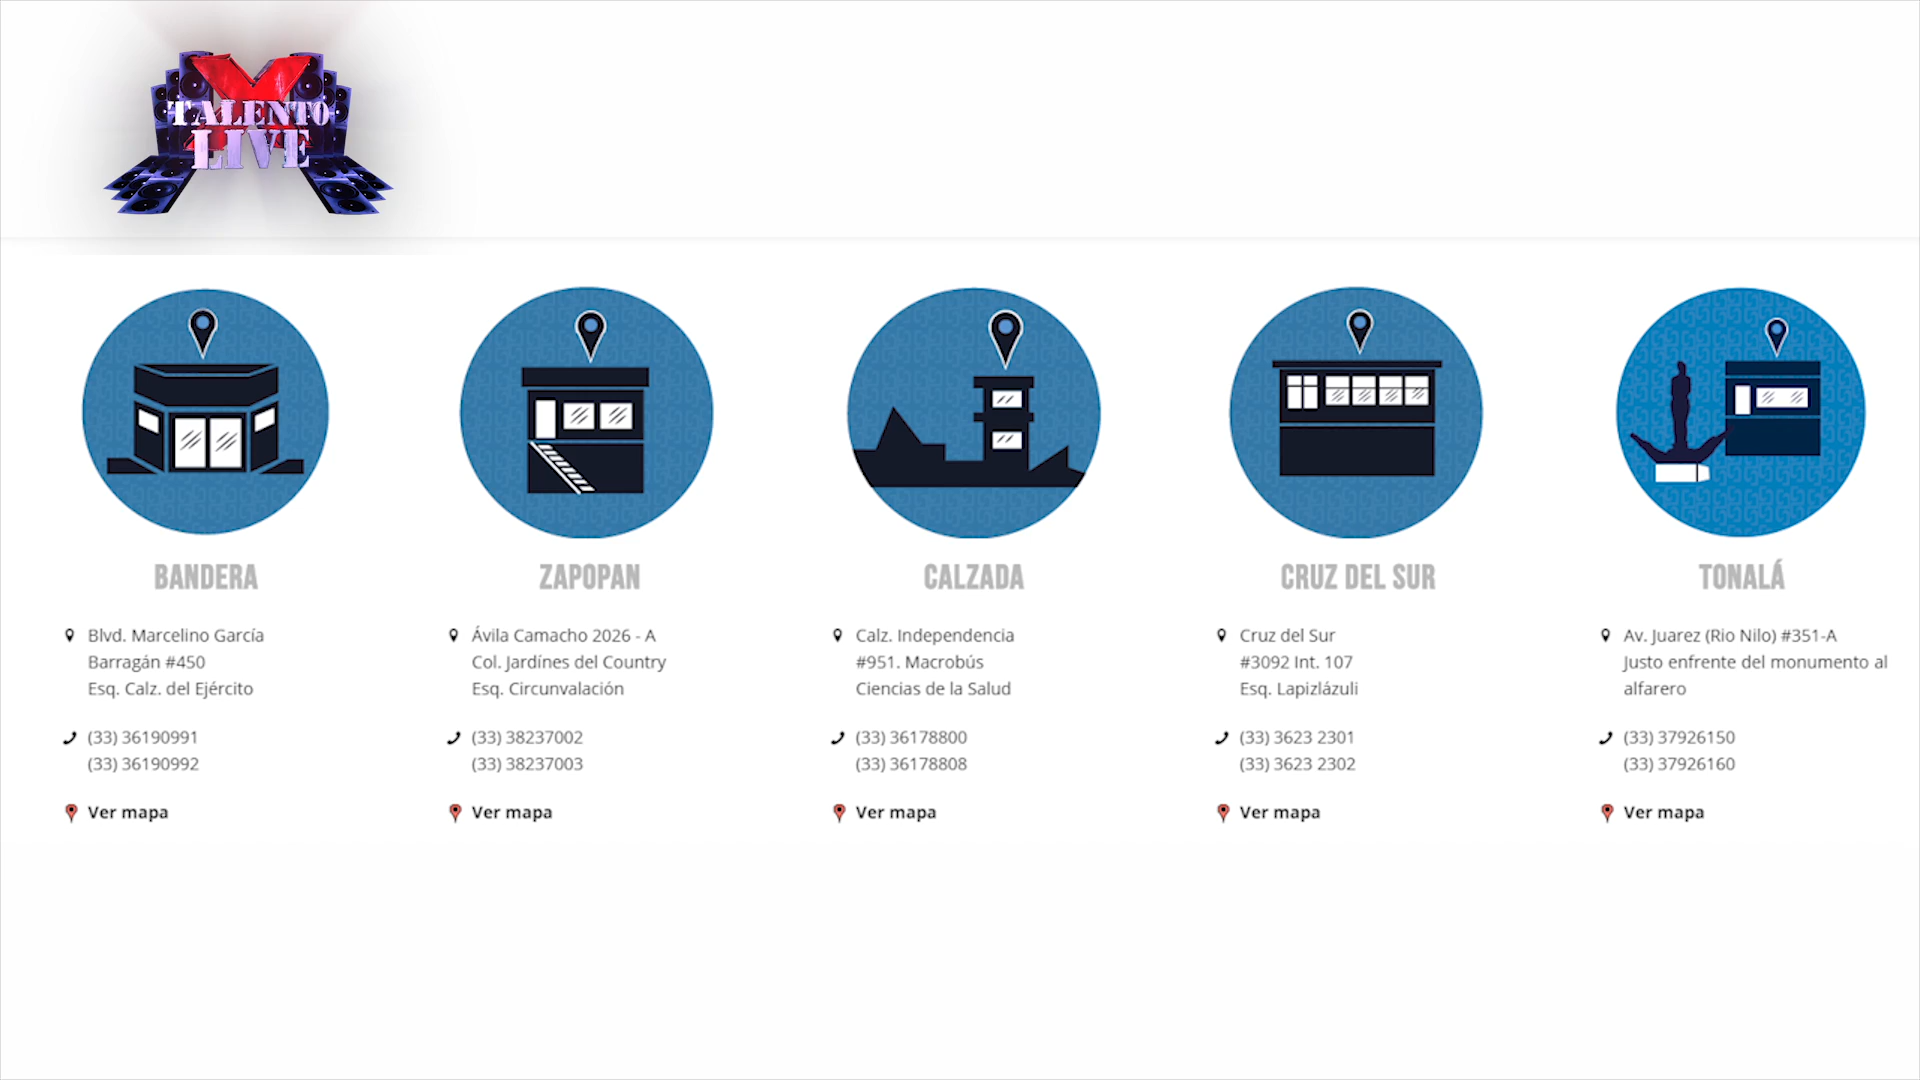 TALENTO
LIVE
BANDERA
Blvd. Marcelino García
Barragán #450
Esq. Calz. del Ejército
(33) 36190991
(33) 36190992
Ver mapa
ZAPOPAN
Ávila Camacho 2026 - A
Col. Jardínes del Country
Esq. Circunvalación
(33) 38237002
(33) 38237003
Ver mapa
CALZADA
Calz. Independencia
#951. Macrobús
Ciencias de la Salud
(33) 36178800
(33) 36178808
Ver mapa
CRUZ DEL SUR
Cruz del Sur
#3092 Int. 107
Esq. Lapizlázuli
(33) 3623 2301
(33) 3623 2302
Ver mapa
TONALÁ
Av. Juarez (Rio Nilo) #351-A
Justo enfrente del monumento al
alfarero
(33) 37926150
(33) 37926160
Ver mapa